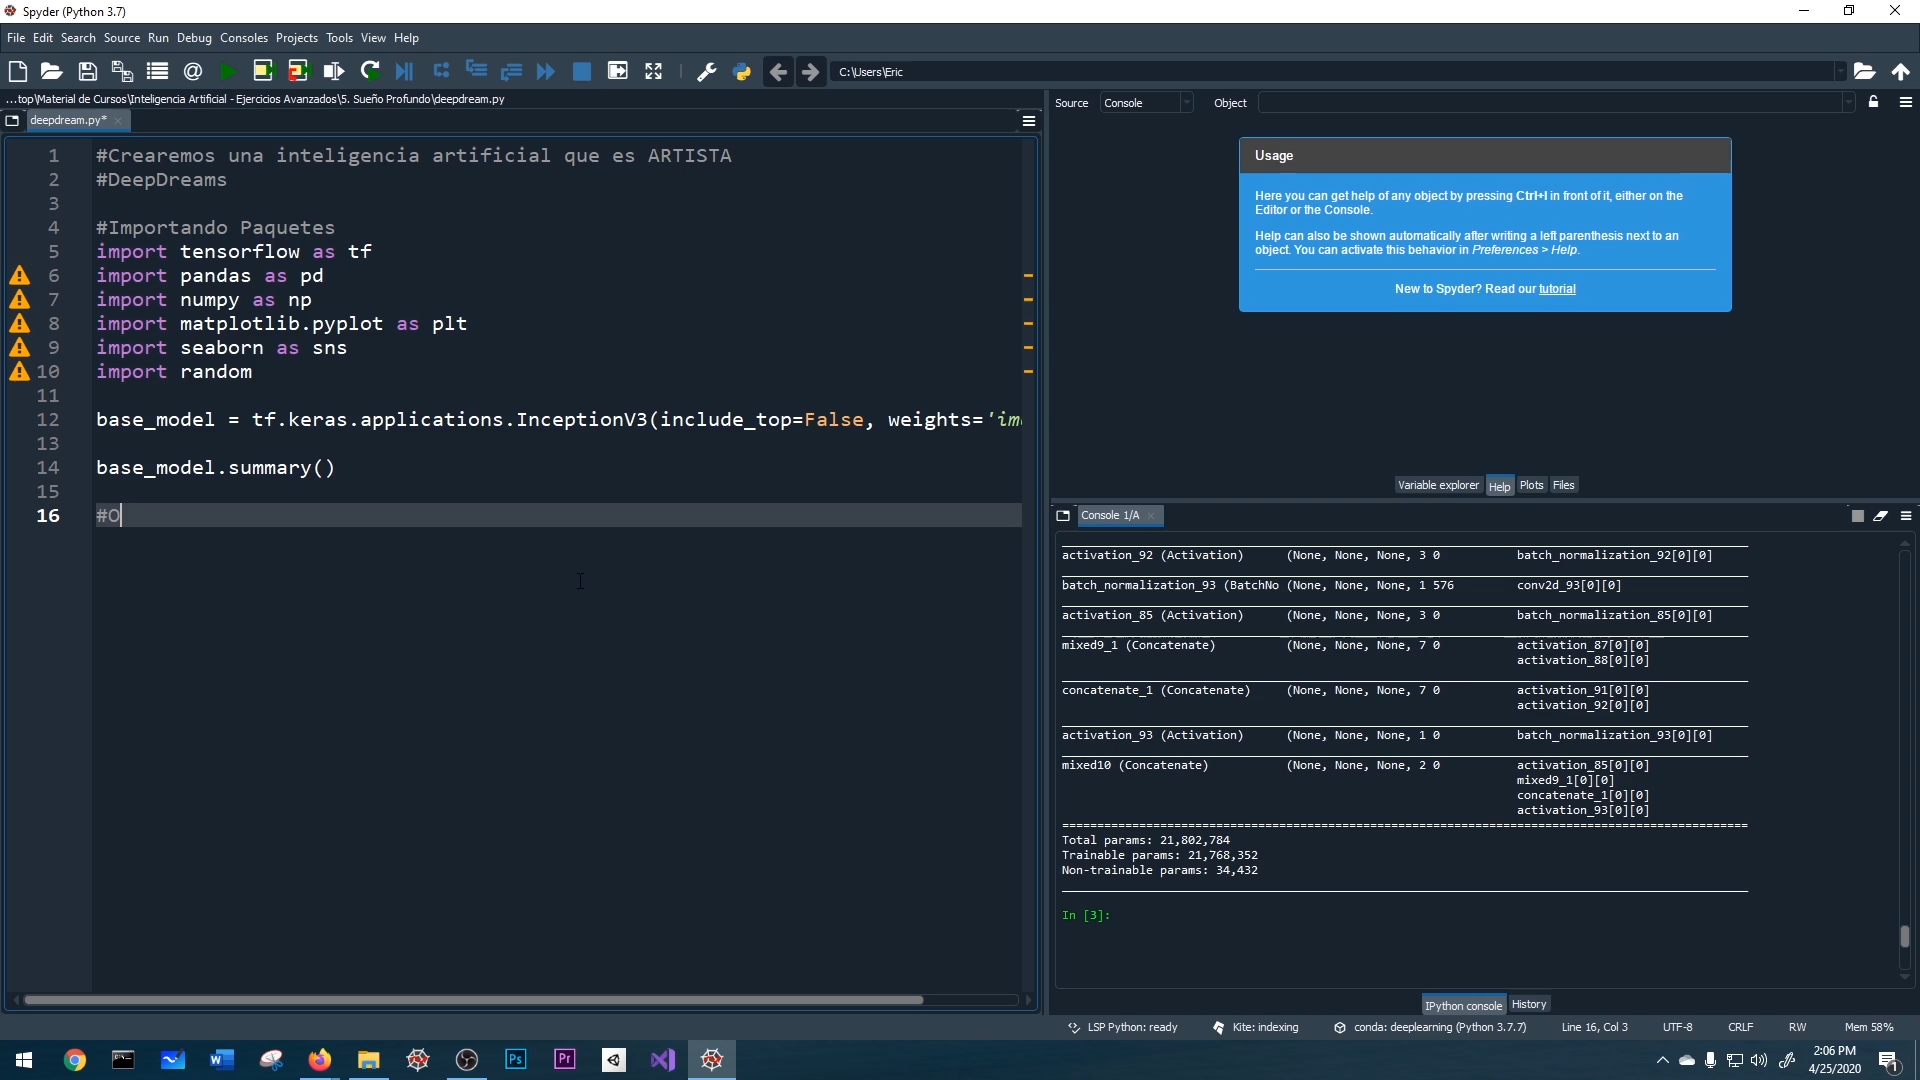 Spyder (Python 3.7)
File Edit Search Source Run Debug Consoles Projects Tools View Help
C:\Users\Eric
...top\Material de Cursos\Inteligencia Artificial - Ejercicios Avanzados\5. Sueño Profundo\deepdream.py
deepdream.py*
1 #Crearemos una inteligencia artificial que es ARTISTA
2 #DeepDreams
3
4 #Importando Paquetes
5 import tensorflow as tf
6 import pandas as pd
7 import numpy as np
8 import matplotlib.pyplot as plt
9 import seaborn as sns
10 import random
11
12 base_model = tf.keras.applications.InceptionV3(include_top=False, weights='im
13
14 base_model.summary()
15
16 #O
Source Console Object
Usage
Here you can get help of any object by pressing Ctrl+I in front of it, either on the
Editor or the Console.
Help can also be shown automatically after writing a left parenthesis next to an
object. You can activate this behavior in Preferences > Help.
New to Spyder? Read our tutorial
Variable explorer Help Plots Files
Console 1/A
activation_92 (Activation) (None, None, None, 3 0 batch_normalization_92[0][0]
batch_normalization_93 (BatchNo (None, None, None, 1 576 conv2d_93[0][0]
activation_85 (Activation) (None, None, None, 3 0 batch_normalization_85[0][0]
mixed9_1 (Concatenate) (None, None, None, 7 0 activation_87[0][0]
activation_88[0][0]
concatenate_1 (Concatenate) (None, None, None, 7 0 activation_91[0][0]
activation_92[0][0]
activation_93 (Activation) (None, None, None, 1 0 batch_normalization_93[0][0]
mixed10 (Concatenate) (None, None, None, 2 0 activation_85[0][0]
mixed9_1[0][0]
concatenate_1[0][0]
activation_93[0][0]
Total params: 21,802,784
Trainable params: 21,768,352
Non-trainable params: 34,432
In [3]:
IPython console History
LSP Python: ready Kite: indexing conda: deeplearning (Python 3.7.7) Line 16, Col 3 UTF-8 CRLF RW Mem 58%
Ps Pr
2:06 PM
4/25/2020
1